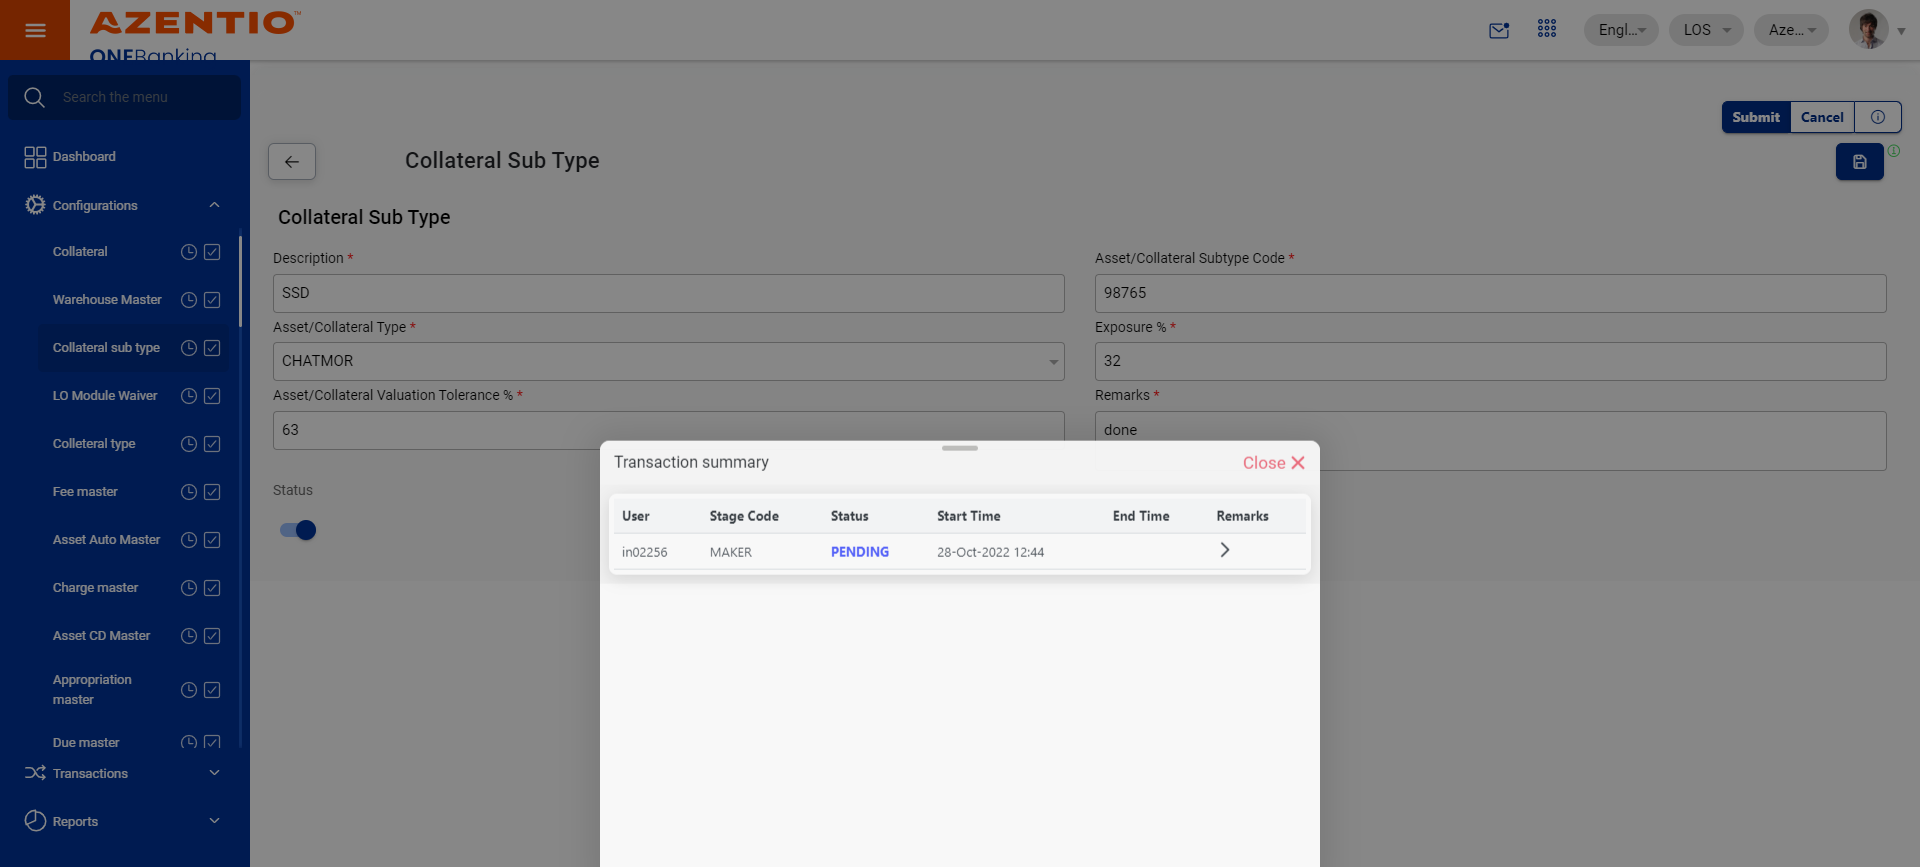 AZENTIO™
ONEBanking
Engl...
LOS
Aze...
Search the menu
Dashboard
Configurations
Collateral
Warehouse Master
Collateral sub type
LO Module Waiver
Colleteral type
Fee master
Asset Auto Master
Charge master
Asset CD Master
Appropriation
master
Due master
Transactions
Reports
Submit
Cancel
Collateral Sub Type
Collateral Sub Type
Description *
SSD
Asset/Collateral Subtype Code *
98765
Asset/Collateral Type *
CHATMOR
Exposure % *
32
Asset/Collateral Valuation Tolerance % *
63
Remarks *
done
Status
Transaction summary
Close
User Stage Code Status Start Time End Time Remarks
in02256 MAKER PENDING 28-Oct-2022 12:44